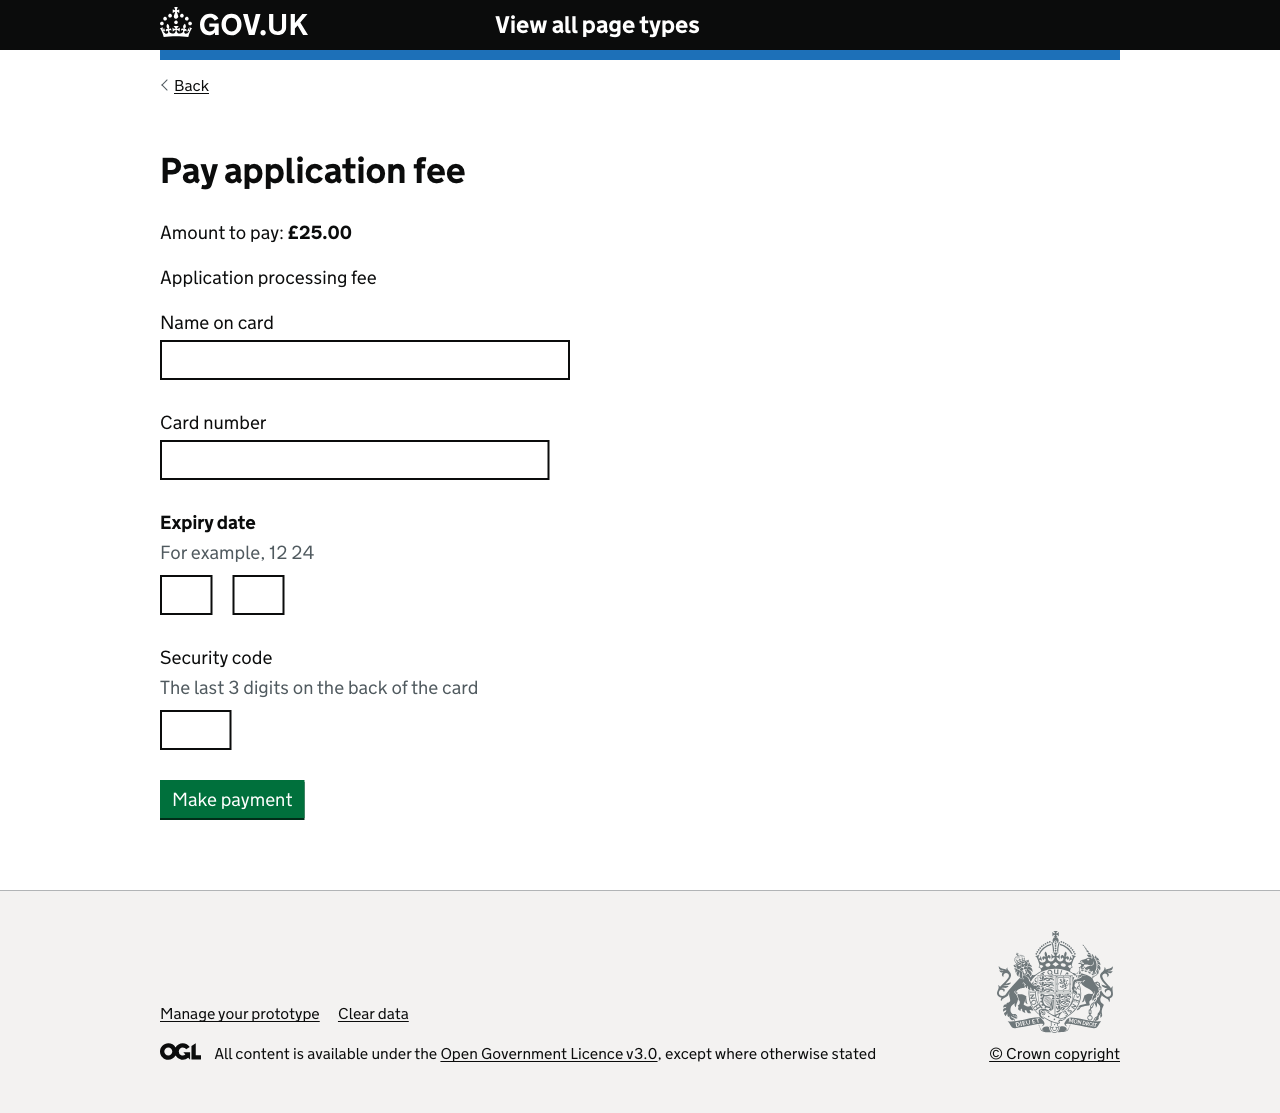 GOV.UK
View all page types
Back
Pay application fee
Amount to pay: £25.00
Application processing fee
Name on card
Card number
Expiry date
For example, 12 24
Security code
The last 3 digits on the back of the card
Make payment
Manage your prototype Clear data
OGL All content is available under the Open Government Licence v3.0, except where otherwise stated
© Crown copyright